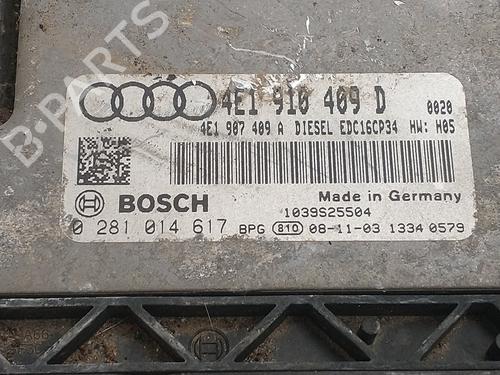 B-PARTS
4E1 910 409 D 0020
4E1 907 409 A DIESEL EDC16CP34 HW: H05
Made in Germany
BOSCH 1039S25504
0 281 014 617 BPG 810 08-11-03 1334 0579